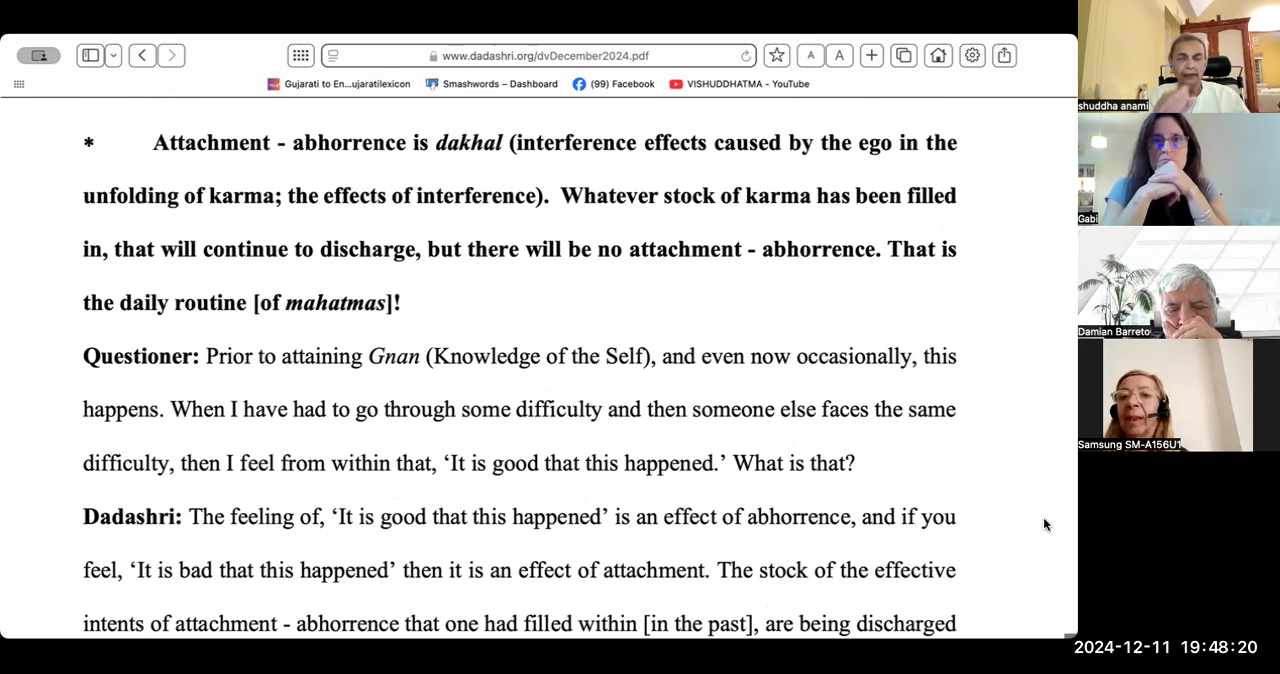 www.dadashri.org/dvDecember2024.pdf
A A
Gujarati to En...ujaratilexicon Smashwords – Dashboard (99) Facebook VISHUDDHATMA - YouTube
* Attachment - abhorrence is dakhal (interference effects caused by the ego in the
unfolding of karma; the effects of interference). Whatever stock of karma has been filled
in, that will continue to discharge, but there will be no attachment - abhorrence. That is
the daily routine [of mahatmas]!
Questioner: Prior to attaining Gnan (Knowledge of the Self), and even now occasionally, this
happens. When I have had to go through some difficulty and then someone else faces the same
difficulty, then I feel from within that, ‘It is good that this happened.’ What is that?
Dadashri: The feeling of, ‘It is good that this happened’ is an effect of abhorrence, and if you
feel, ‘It is bad that this happened’ then it is an effect of attachment. The stock of the effective
intents of attachment - abhorrence that one had filled within [in the past], are being discharged
shuddha anami
Gabi
Damian Barreto
Samsung SM-A156U1
2024-12-11 19:48:20